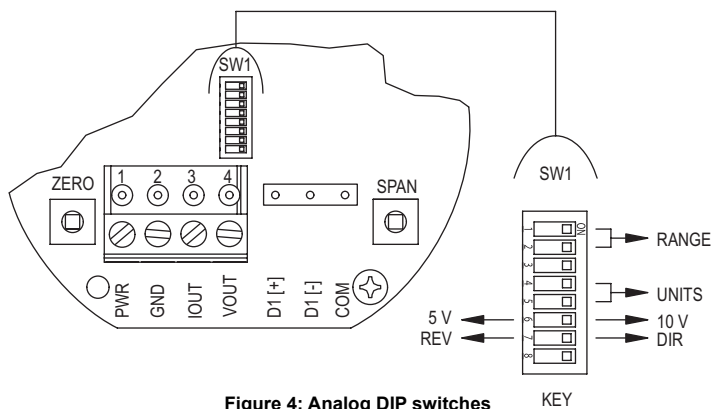 SW1
ZERO
1 2 3 4
SPAN
PWR
GND
IOUT
VOUT
D1 [+]
D1 [-]
COM
SW1
ON
1
2
3
4
5
6
7
8
RANGE
UNITS
5 V
10 V
REV
DIR
KEY
Figure 4: Analog DIP switches